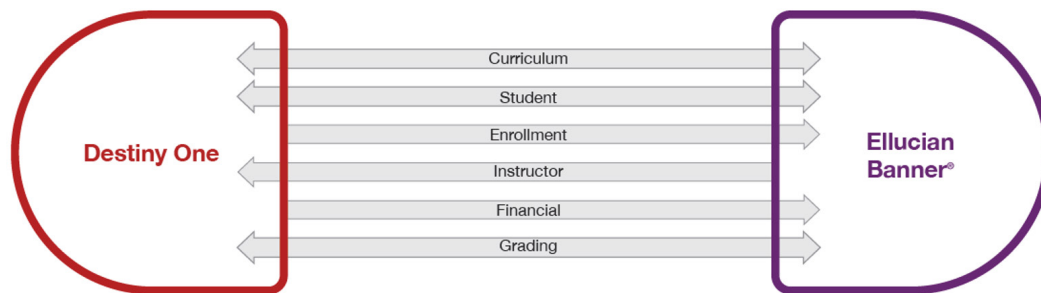 Curriculum
Student
Enrollment
Destiny One
Ellucian
Banner®
Instructor
Financial
Grading